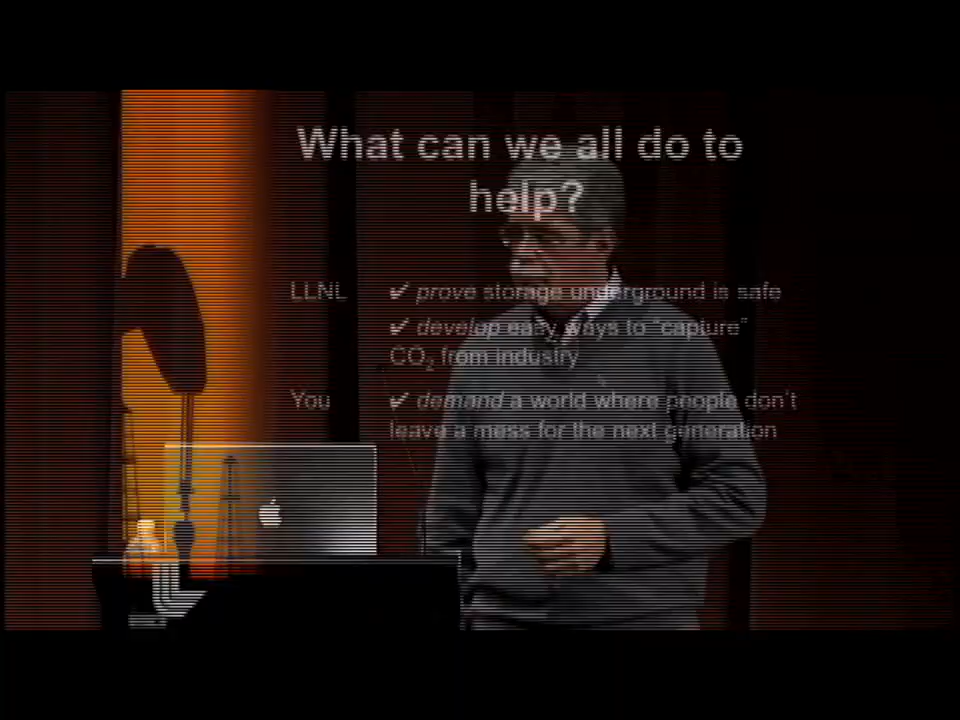 What can we all do to
help?
LLNL ✔ prove storage underground is safe
✔ develop easy ways to “capture”
CO₂ from industry
You ✔ demand a world where people don’t
leave a mess for the next generation